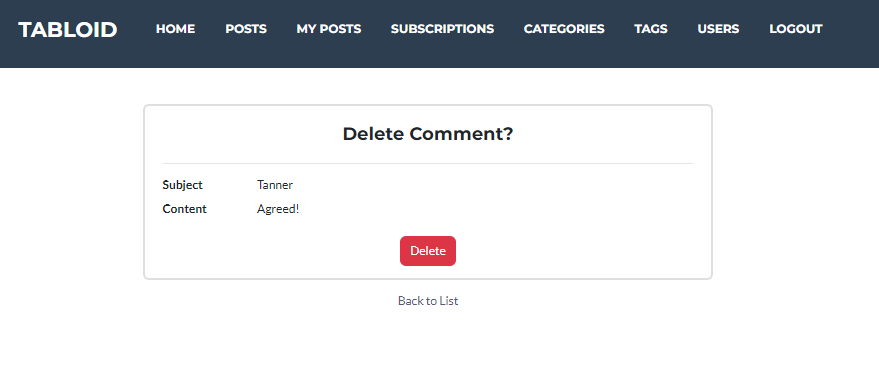 TABLOID HOME POSTS MY POSTS SUBSCRIPTIONS CATEGORIES TAGS USERS LOGOUT
Delete Comment?
Subject Tanner
Content Agreed!
Delete
Back to List